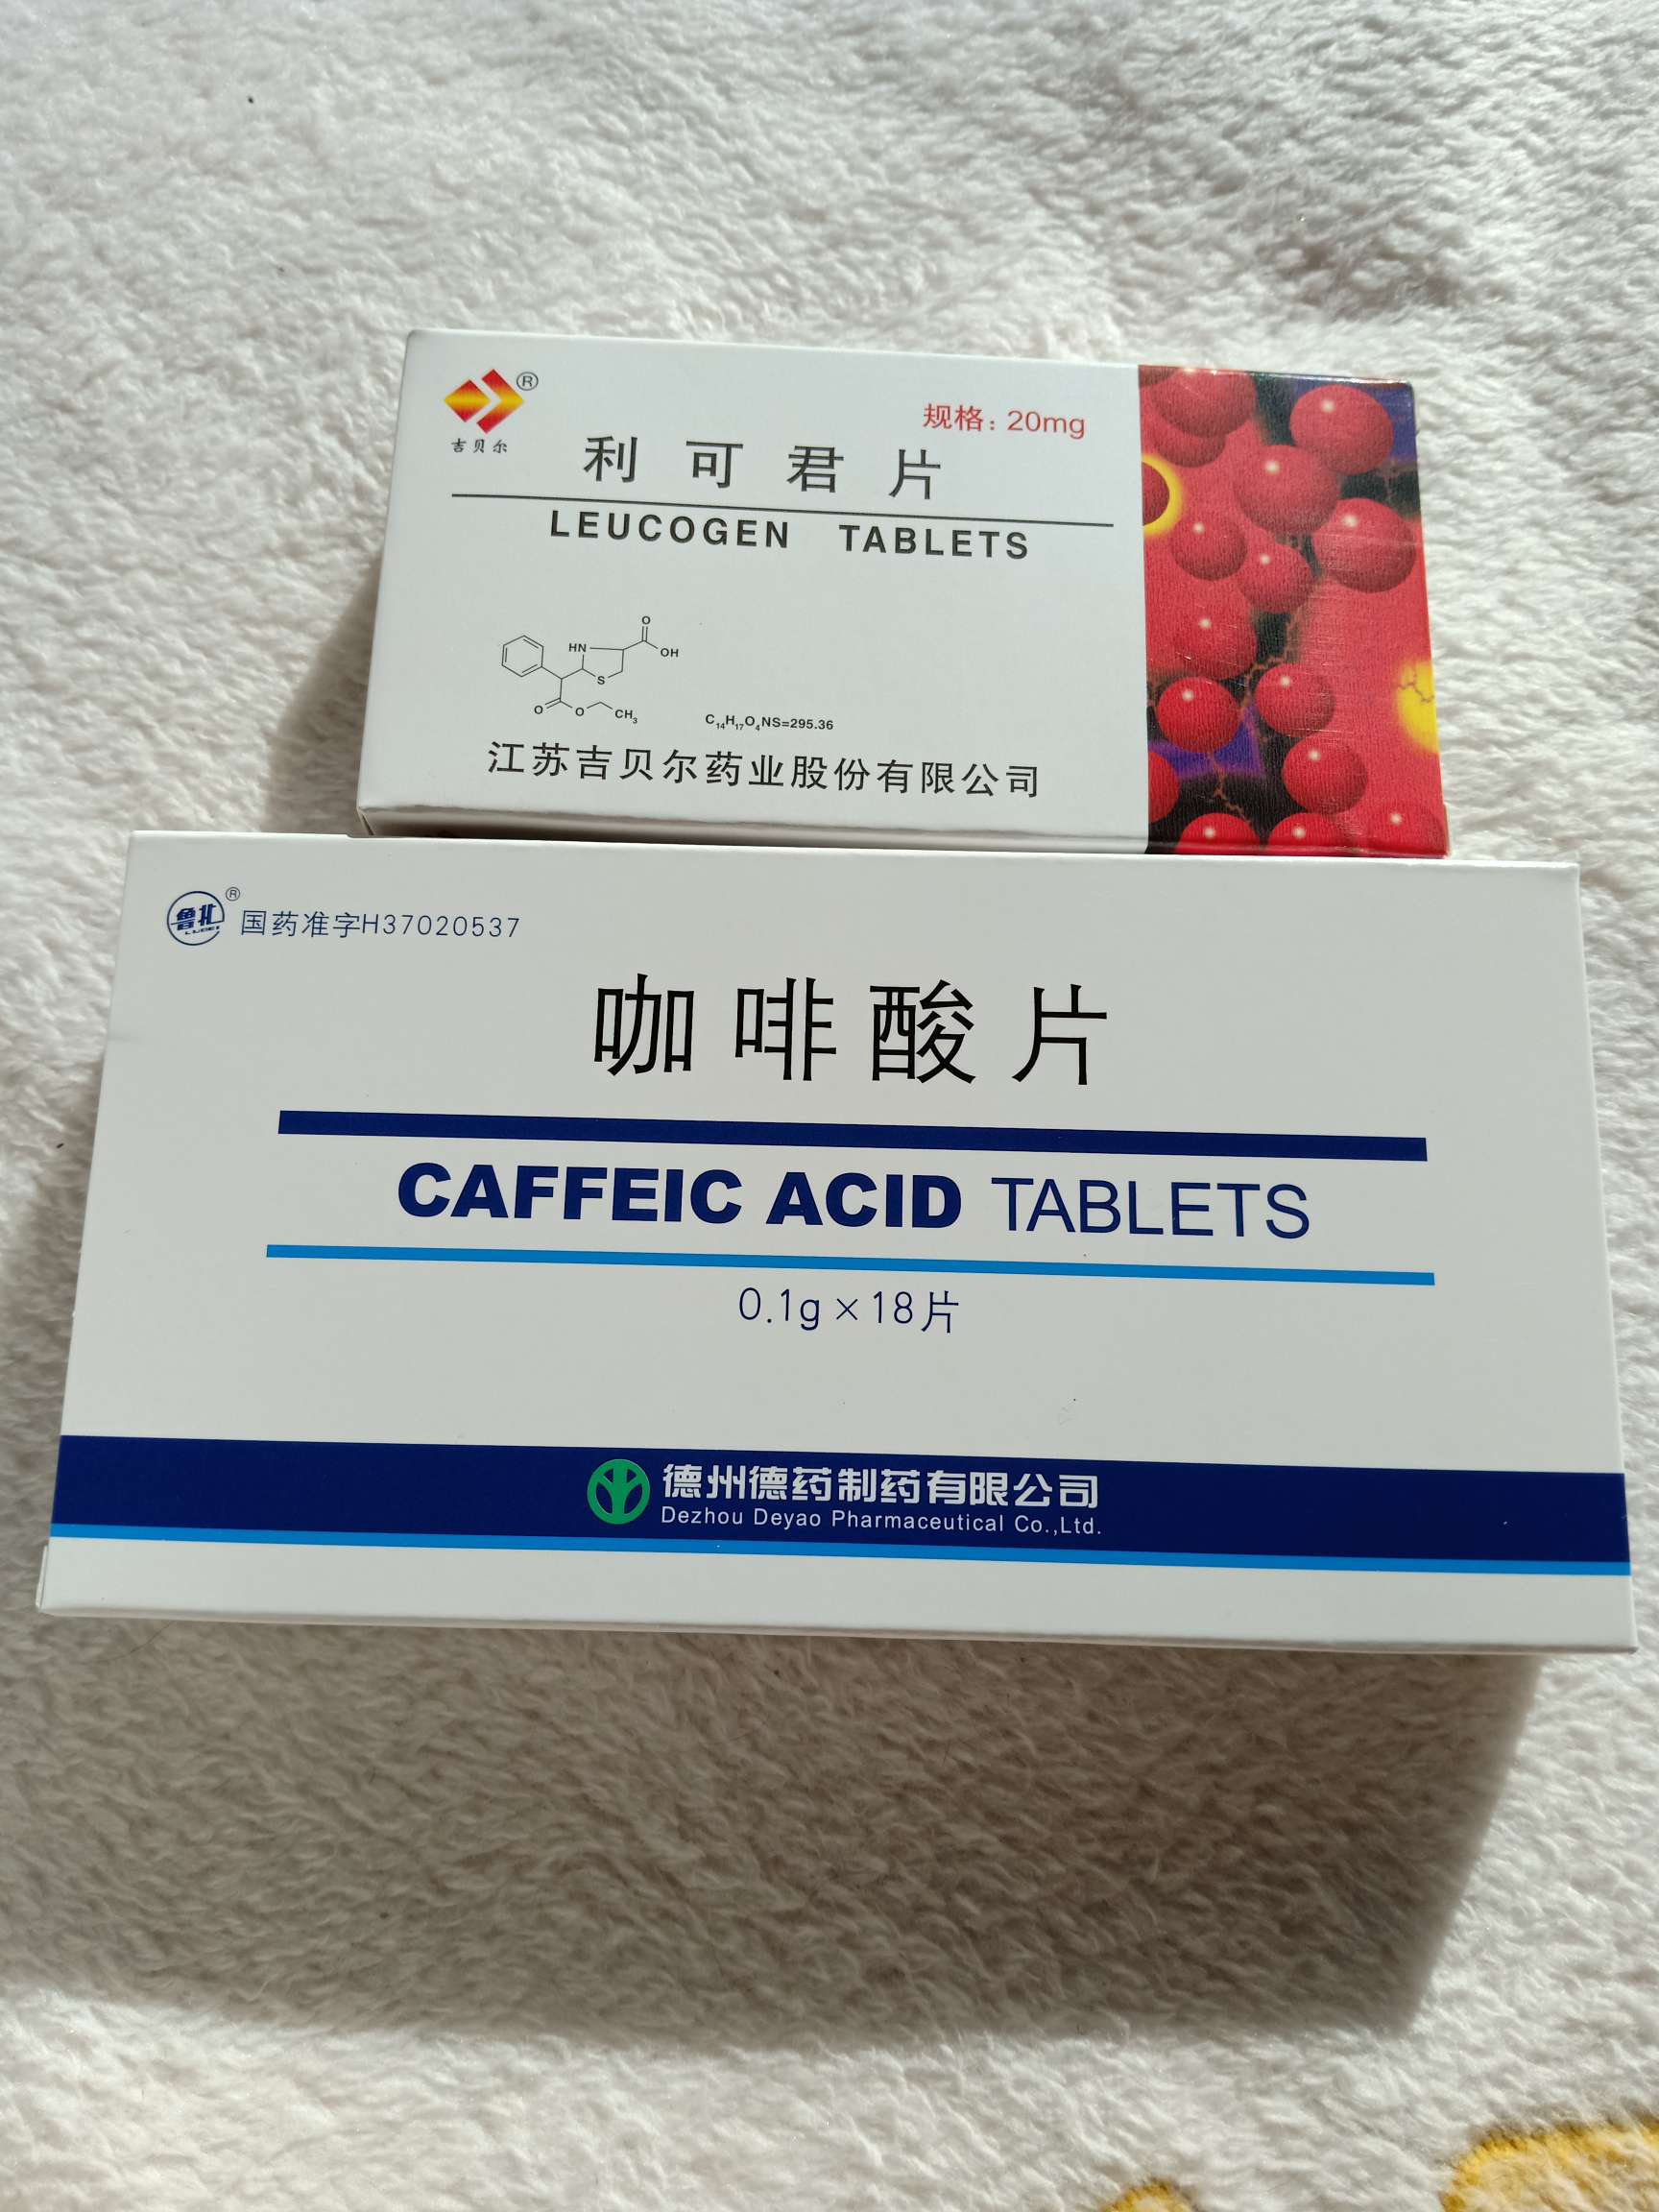 ®
吉贝尔
规格：20mg
利可君片
LEUCOGEN TABLETS
O
HN
OH
S
O
O
CH₃
C₁₄H₁₇O₄NS=295.36
江苏吉贝尔药业股份有限公司
鲁北®
LUBEI
国药准字H37020537
咖啡酸片
CAFFEIC ACID TABLETS
0.1g×18片
德州德药制药有限公司
Dezhou Deyao Pharmaceutical Co.,Ltd.